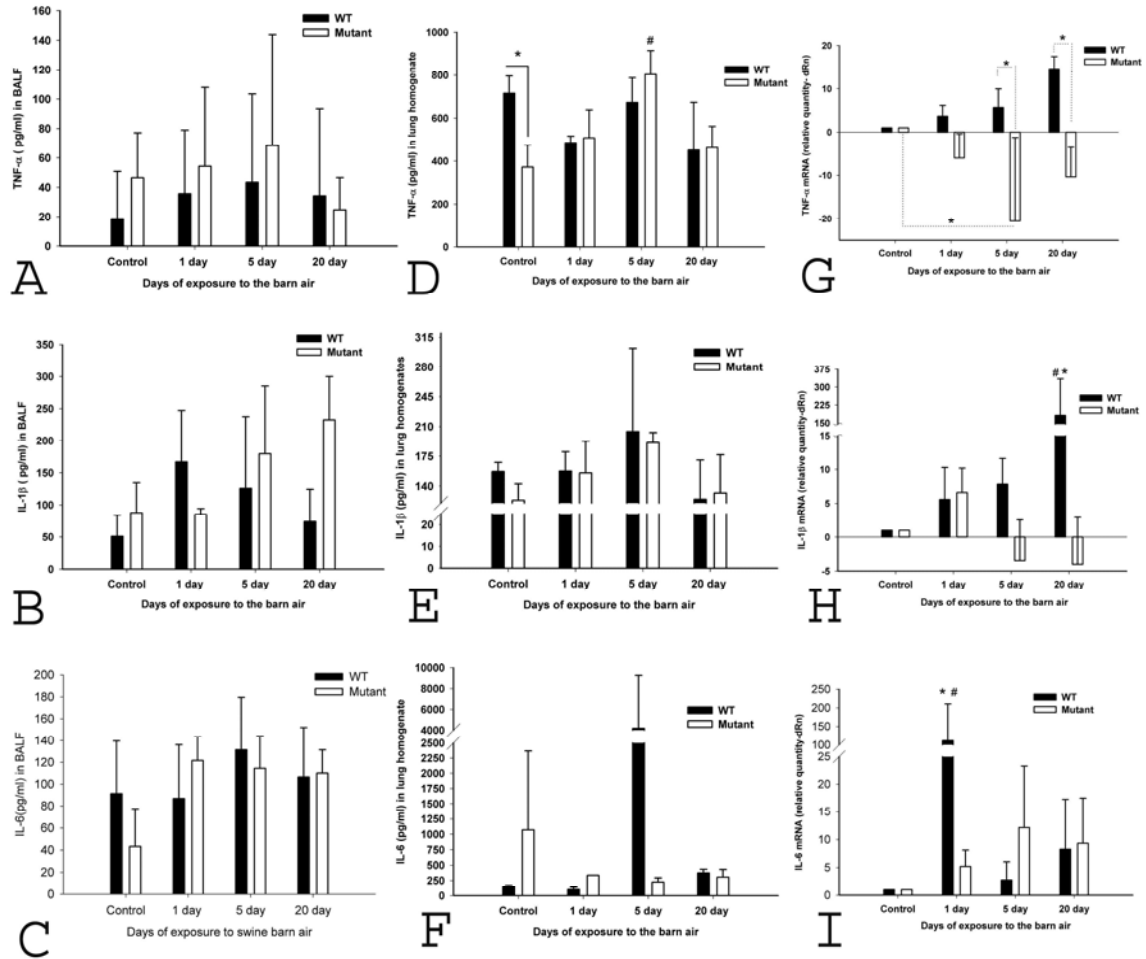 160
140
120
100
80
60
40
20
0
TNF-α ( pg/ml) in BALF
WT
Mutant
Control 1 day 5 day 20 day
Days of exposure to the barn air
A
1000
800
600
400
200
0
TNF-α (pg/ml) in lung homogenate
* #
WT
Mutant
Control 1 day 5 day 20 day
Days of exposure to the barn air
D
20
10
0
-10
-20
TNF-α mRNA (relative quantity- dRn)
*
*
*
WT
Mutant
Control 1 day 5 day 20 day
Days of exposure to the barn air
G
350
300
250
200
150
100
50
0
IL-1β ( pg/ml) in BALF
WT
Mutant
Control 1 day 5 day 20 day
Days of exposure to the barn air
B
315
280
245
210
175
140
20
10
0
IL-1β (pg/ml) in lung homogenates
WT
Mutant
Control 1 day 5 day 20 day
Days of exposure to the barn air
E
375
300
225
150
15
10
5
0
-5
IL-1β mRNA (relative quantity-dRn)
# *
WT
Mutant
Control 1 day 5 day 20 day
Days of exposure to the barn air
H
200
180
160
140
120
100
80
60
40
20
0
IL-6(pg/ml) in BALF
WT
Mutant
Control 1 day 5 day 20 day
Days of exposure to swine barn air
C
10000
8000
6000
4000
2500
2250
2000
1750
1500
1250
1000
750
500
250
0
IL-6 (pg/ml) in lung homogenate
WT
Mutant
Control 1 day 5 day 20 day
Days of exposure to the barn air
F
250
200
150
100
25
20
15
10
5
0
IL-6 mRNA (relative quantity-dRn)
* #
WT
Mutant
Control 1 day 5 day 20 day
Days of exposure to the barn air
I